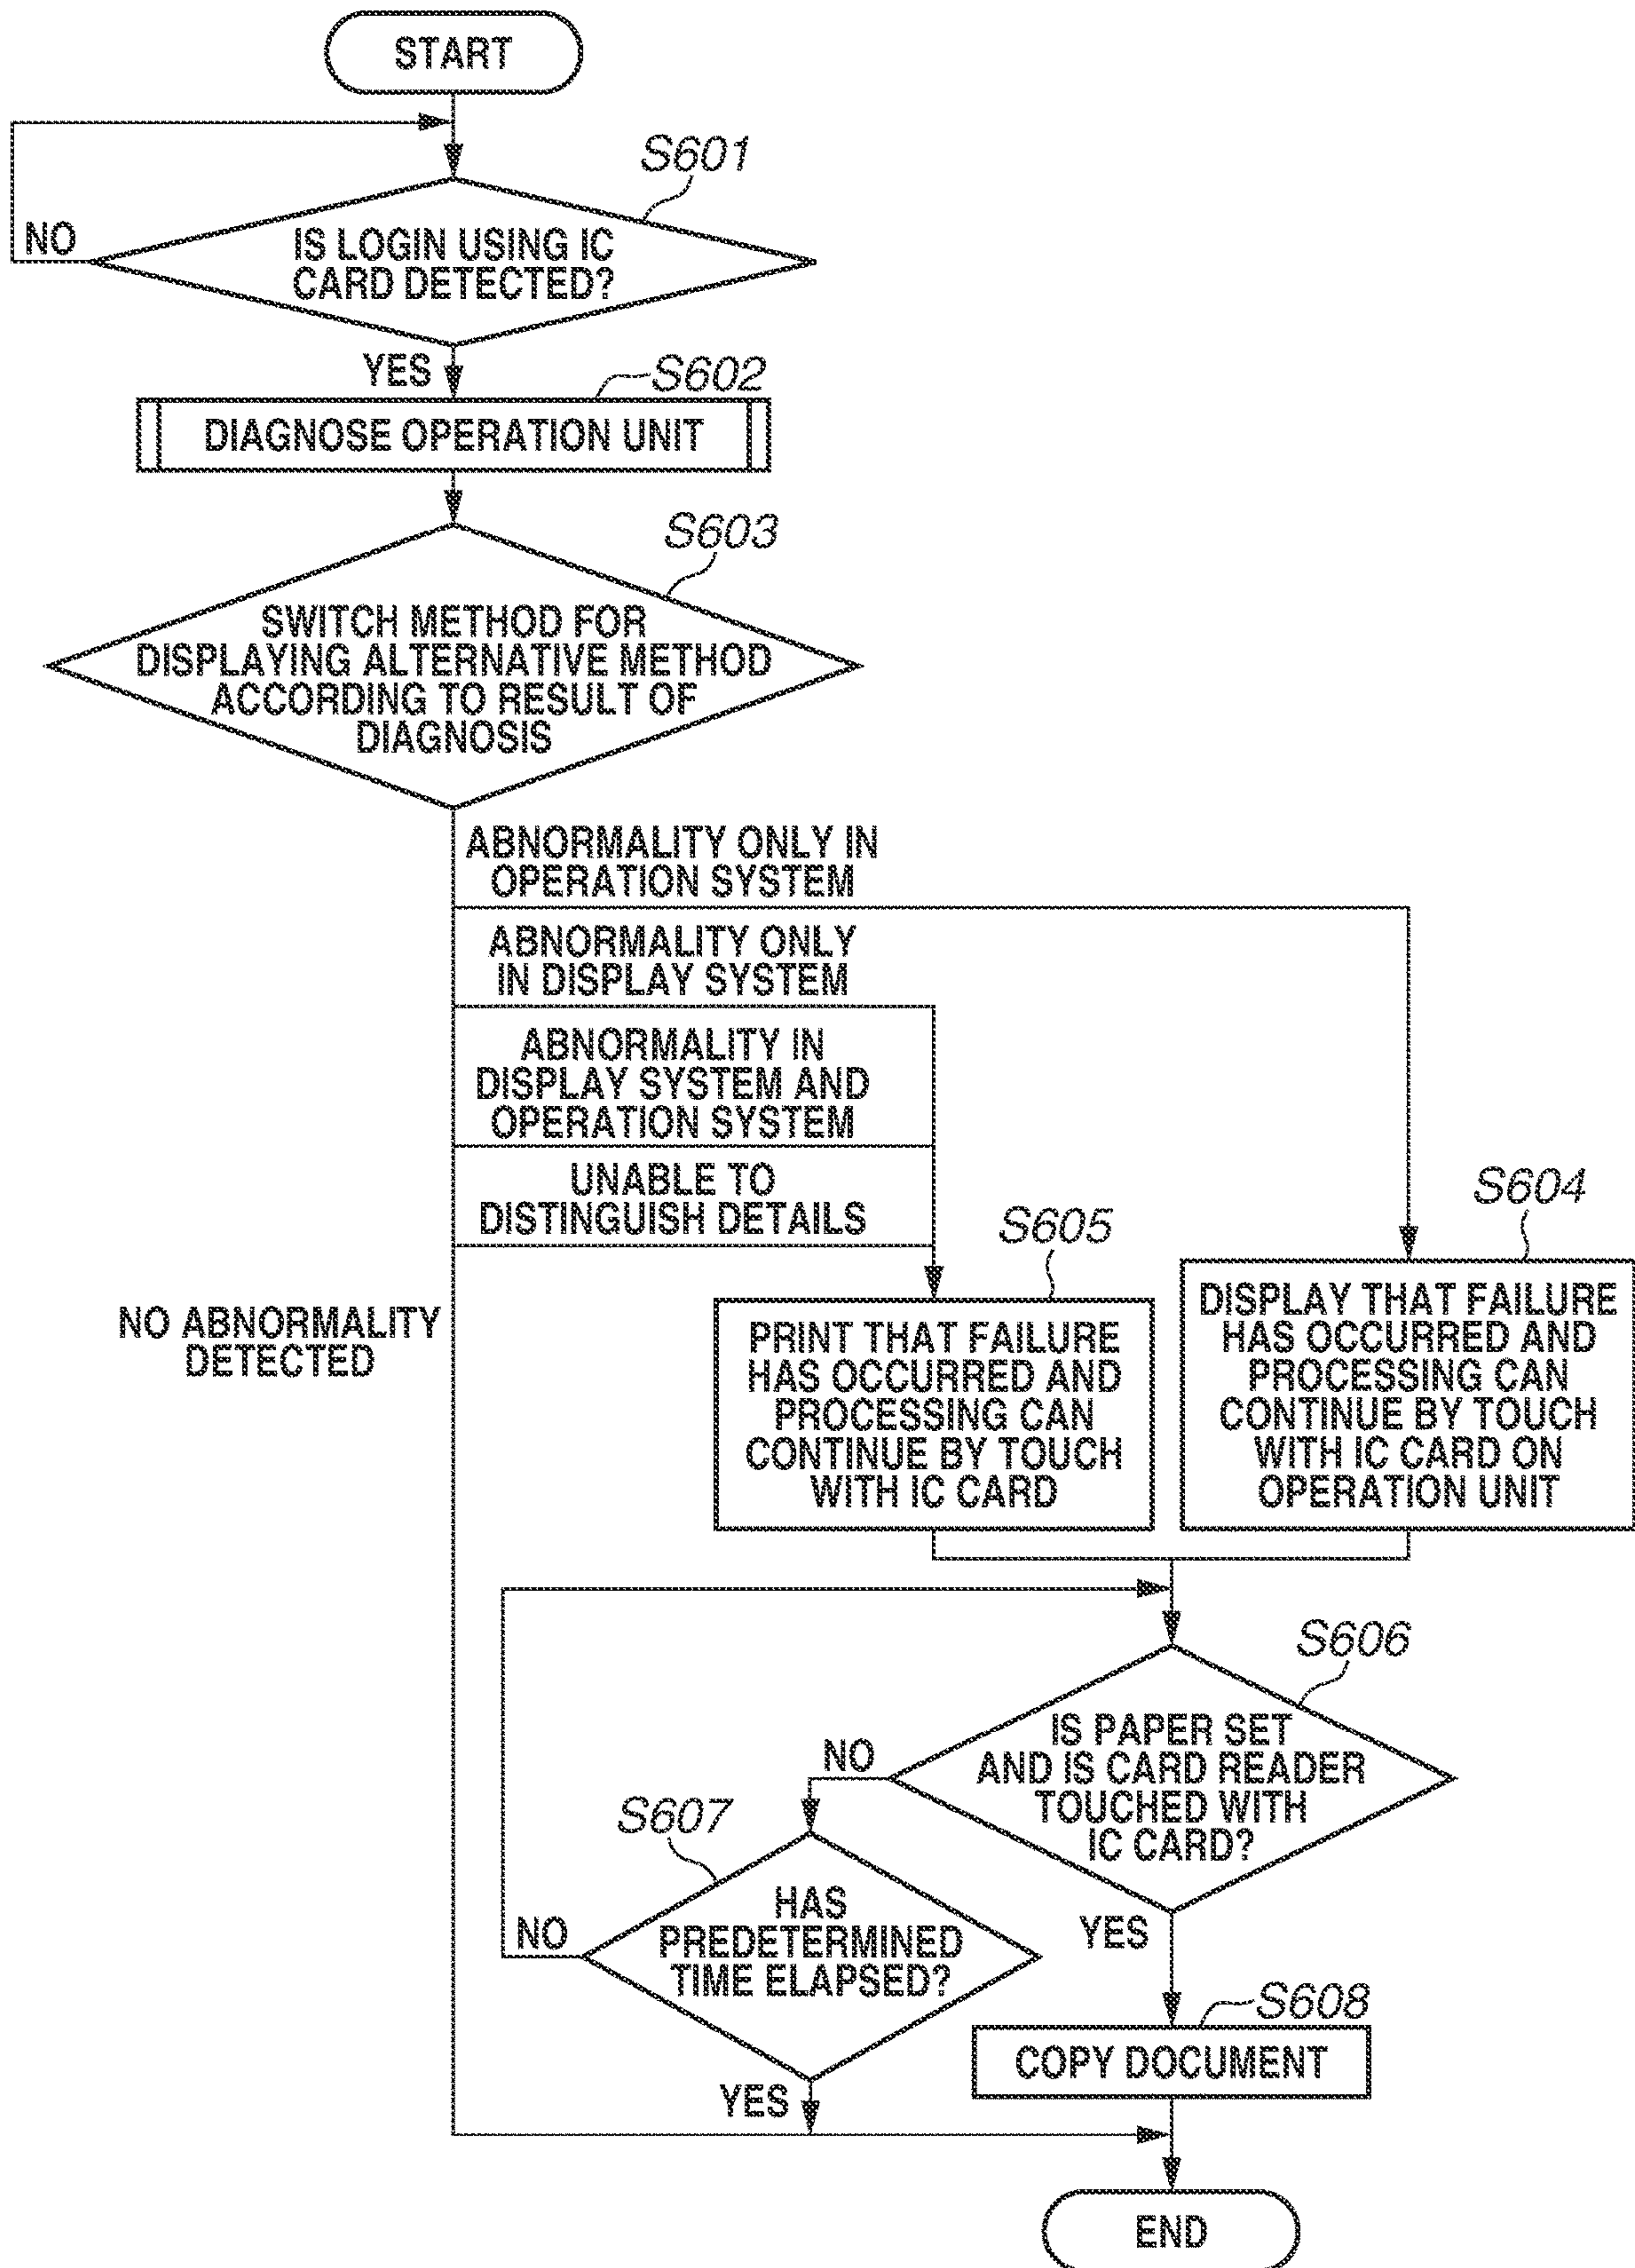 START
S601
NO
IS LOGIN USING IC
CARD DETECTED?
YES
S602
DIAGNOSE OPERATION UNIT
S603
SWITCH METHOD FOR
DISPLAYING ALTERNATIVE METHOD
ACCORDING TO RESULT OF
DIAGNOSIS
ABNORMALITY ONLY IN
OPERATION SYSTEM
ABNORMALITY ONLY
IN DISPLAY SYSTEM
ABNORMALITY IN
DISPLAY SYSTEM AND
OPERATION SYSTEM
UNABLE TO
DISTINGUISH DETAILS
NO ABNORMALITY
DETECTED
S605
PRINT THAT FAILURE
HAS OCCURRED AND
PROCESSING CAN
CONTINUE BY TOUCH
WITH IC CARD
S604
DISPLAY THAT FAILURE
HAS OCCURRED AND
PROCESSING CAN
CONTINUE BY TOUCH
WITH IC CARD ON
OPERATION UNIT
S606
IS PAPER SET
AND IS CARD READER
TOUCHED WITH
IC CARD?
NO
S607
HAS
PREDETERMINED
TIME ELAPSED?
NO
YES
YES
S608
COPY DOCUMENT
END